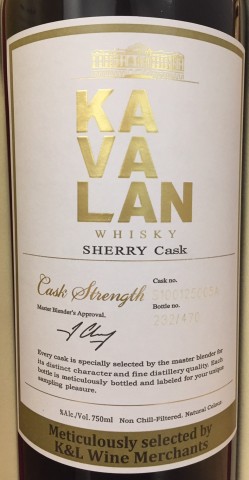 KA
VA
LAN
WHISKY
SHERRY Cask
Cask Strength
Cask no.
Bottle no.
Master Blender's Approval.
Every cask is specially selected by the master blender for
its distinct character and fine distillery quality. Each
bottle is meticulously bottled and labeled for your unique
sampling pleasure.
%Alc./Vol. 750ml Non Chill-Filtered. Natural Colour
Meticulously selected by
K&L Wine Merchants